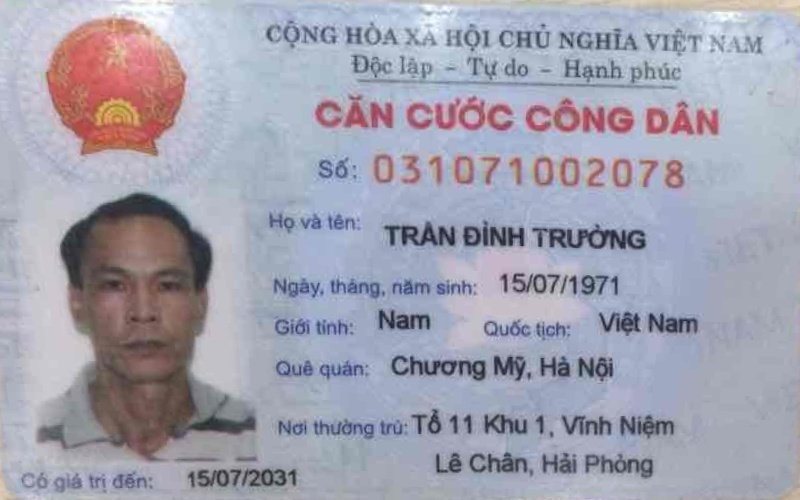 CỘNG HÒA XÃ HỘI CHỦ NGHĨA VIỆT NAM
Độc lập - Tự do - Hạnh phúc
CĂN CƯỚC CÔNG DÂN
Số: 031071002078
Họ và tên: TRẦN ĐÌNH TRƯỜNG
Ngày, tháng, năm sinh: 15/07/1971
Giới tính: Nam Quốc tịch: Việt Nam
Quê quán: Chương Mỹ, Hà Nội
Nơi thường trú: Tổ 11 Khu 1, Vĩnh Niệm
Lê Chân, Hải Phòng
Có giá trị đến: 15/07/2031